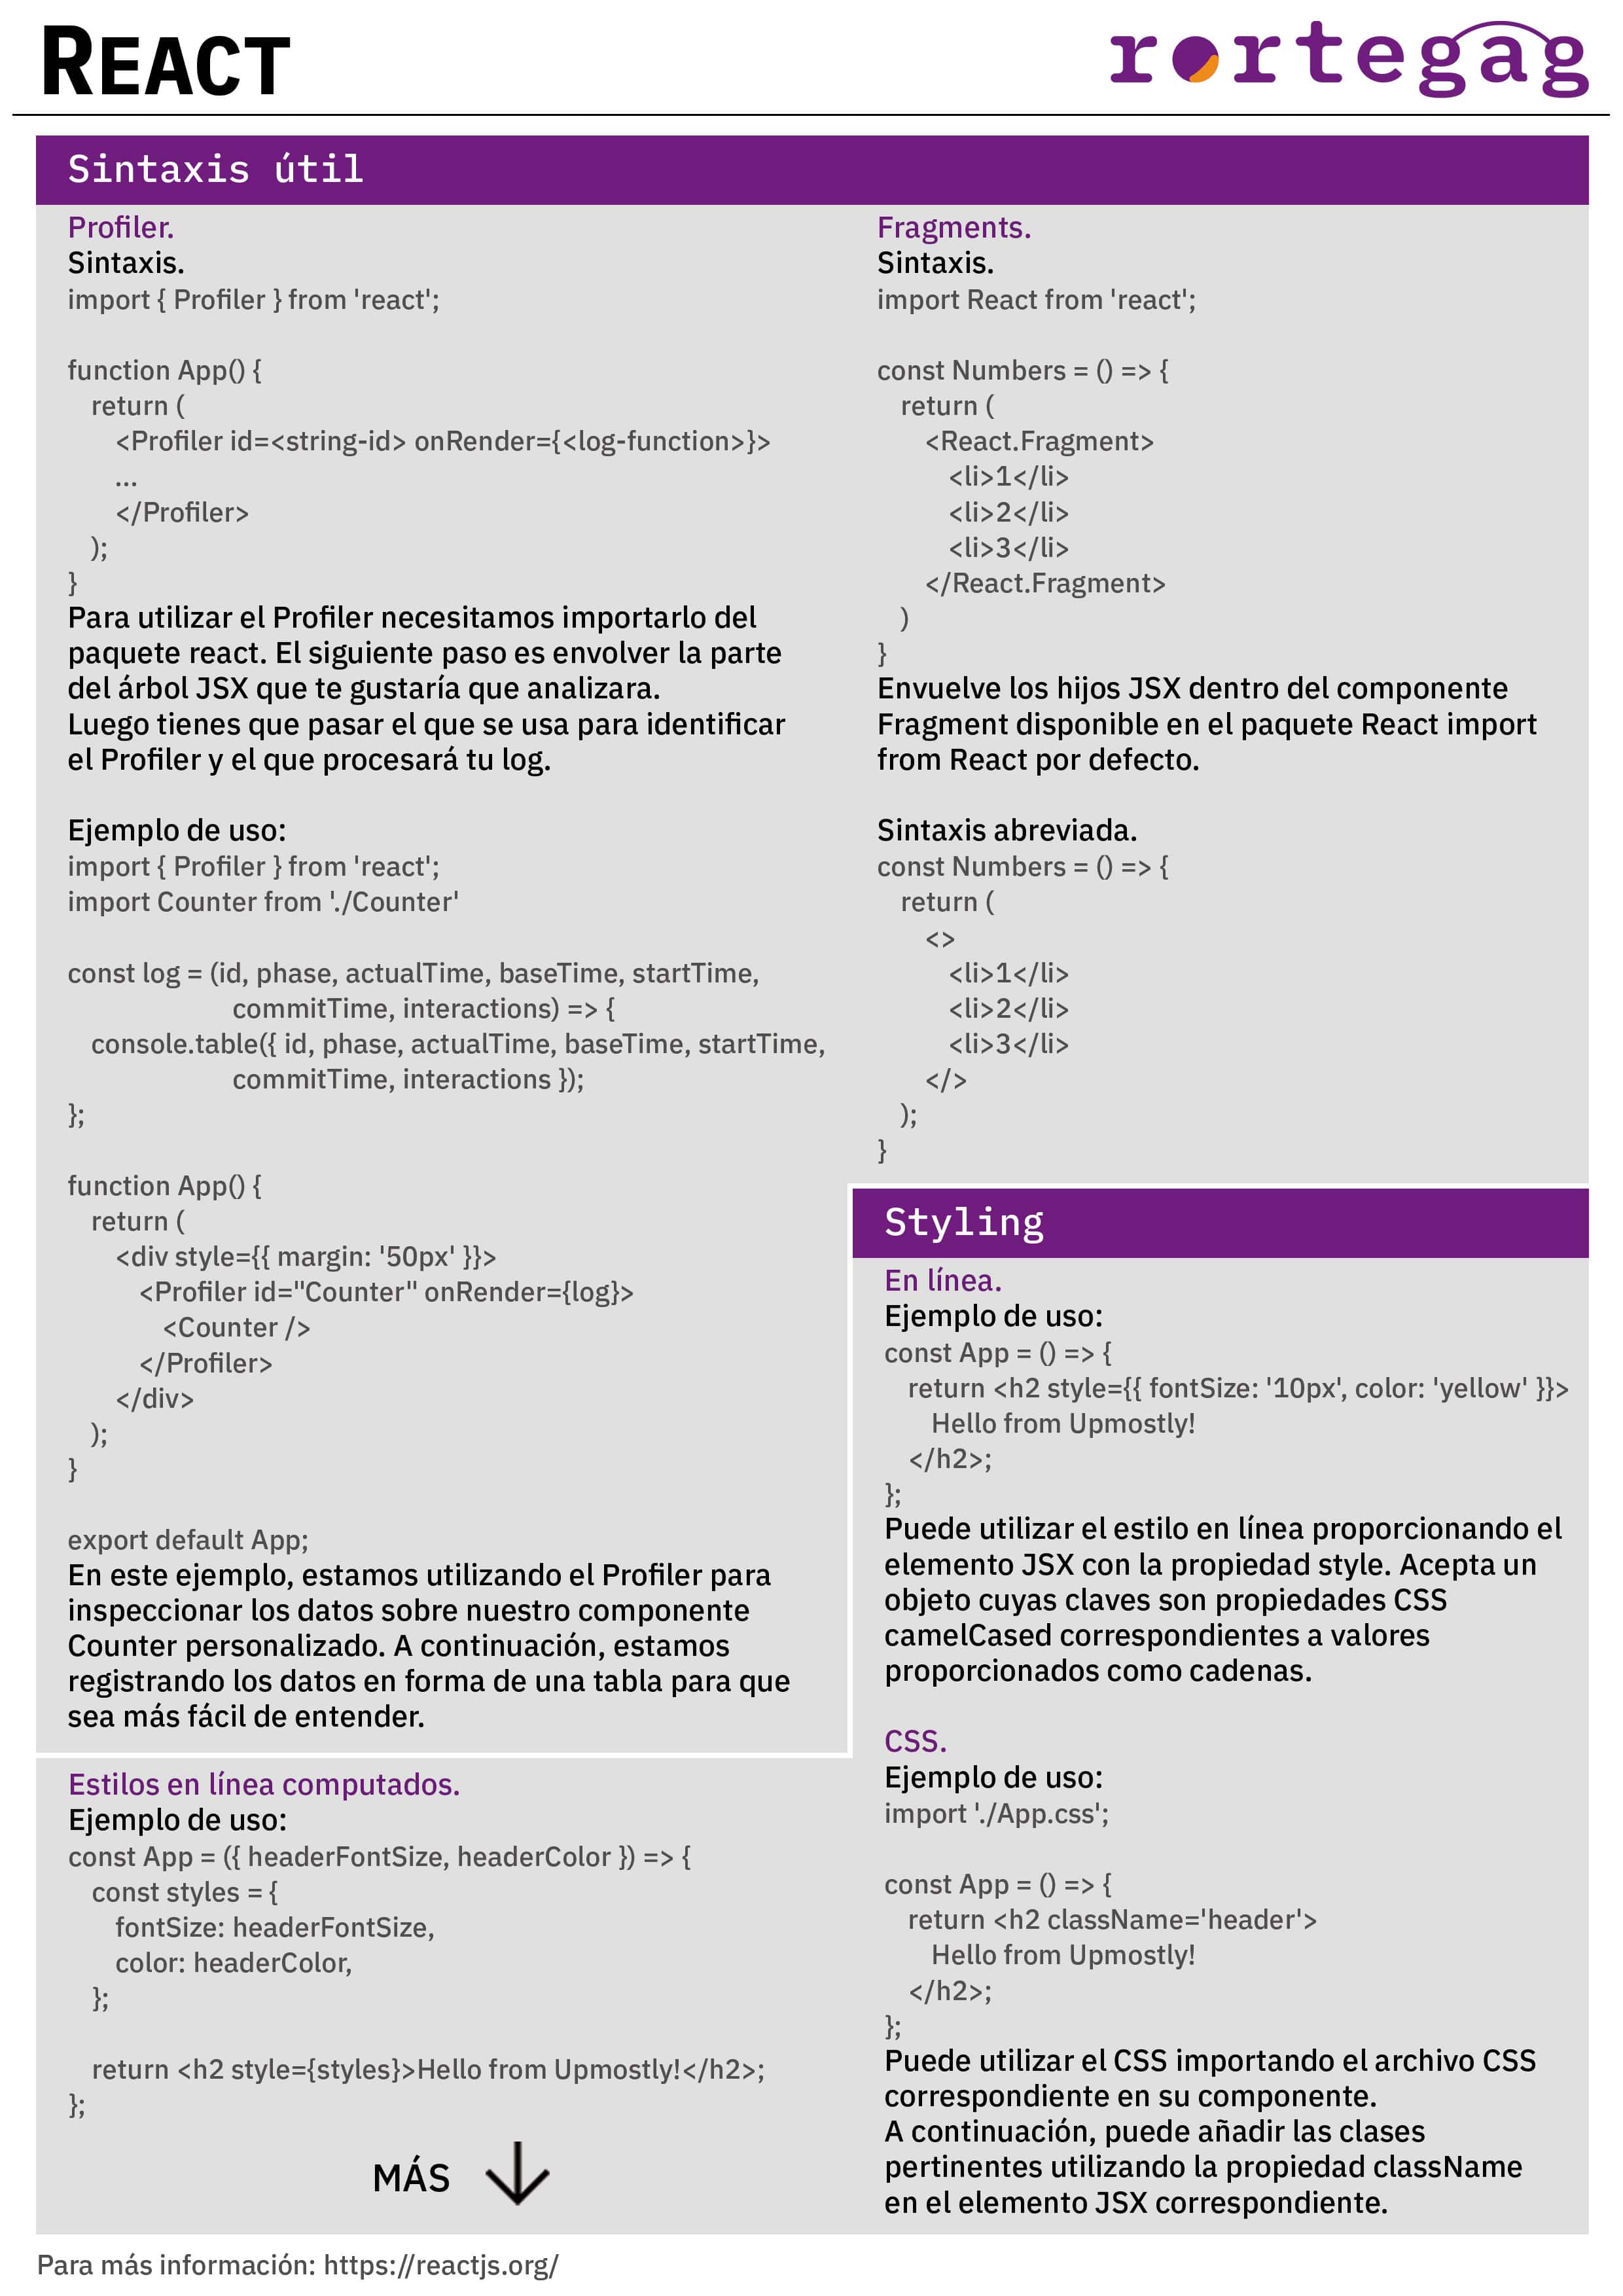 REACT
rortegag
Sintaxis útil
Profiler.
Sintaxis.
import { Profiler } from 'react';

function App() {
   return (
      <Profiler id=<string-id> onRender={<log-function>}>
      ...
      </Profiler>
   );
}
Para utilizar el Profiler necesitamos importarlo del
paquete react. El siguiente paso es envolver la parte
del árbol JSX que te gustaría que analizara.
Luego tienes que pasar el que se usa para identificar
el Profiler y el que procesará tu log.

Ejemplo de uso:
import { Profiler } from 'react';
import Counter from './Counter'

const log = (id, phase, actualTime, baseTime, startTime,
                     commitTime, interactions) => {
   console.table({ id, phase, actualTime, baseTime, startTime,
                     commitTime, interactions });
};

function App() {
   return (
      <div style={{ margin: '50px' }}>
         <Profiler id="Counter" onRender={log}>
            <Counter />
         </Profiler>
      </div>
   );
}

export default App;
En este ejemplo, estamos utilizando el Profiler para
inspeccionar los datos sobre nuestro componente
Counter personalizado. A continuación, estamos
registrando los datos en forma de una tabla para que
sea más fácil de entender.

Fragments.
Sintaxis.
import React from 'react';

const Numbers = () => {
   return (
      <React.Fragment>
         <li>1</li>
         <li>2</li>
         <li>3</li>
      </React.Fragment>
   )
}
Envuelve los hijos JSX dentro del componente
Fragment disponible en el paquete React import
from React por defecto.

Sintaxis abreviada.
const Numbers = () => {
   return (
      <>
         <li>1</li>
         <li>2</li>
         <li>3</li>
      </>
   );
}

Styling
En línea.
Ejemplo de uso:
const App = () => {
   return <h2 style={{ fontSize: '10px', color: 'yellow' }}>
      Hello from Upmostly!
   </h2>;
};
Puede utilizar el estilo en línea proporcionando el
elemento JSX con la propiedad style. Acepta un
objeto cuyas claves son propiedades CSS
camelCased correspondientes a valores
proporcionados como cadenas.

CSS.
Ejemplo de uso:
import './App.css';

const App = () => {
   return <h2 className='header'>
      Hello from Upmostly!
   </h2>;
};
Puede utilizar el CSS importando el archivo CSS
correspondiente en su componente.
A continuación, puede añadir las clases
pertinentes utilizando la propiedad className
en el elemento JSX correspondiente.

Estilos en línea computados.
Ejemplo de uso:
const App = ({ headerFontSize, headerColor }) => {
   const styles = {
      fontSize: headerFontSize,
      color: headerColor,
   };

   return <h2 style={styles}>Hello from Upmostly!</h2>;
};
MÁS
Para más información: https://reactjs.org/